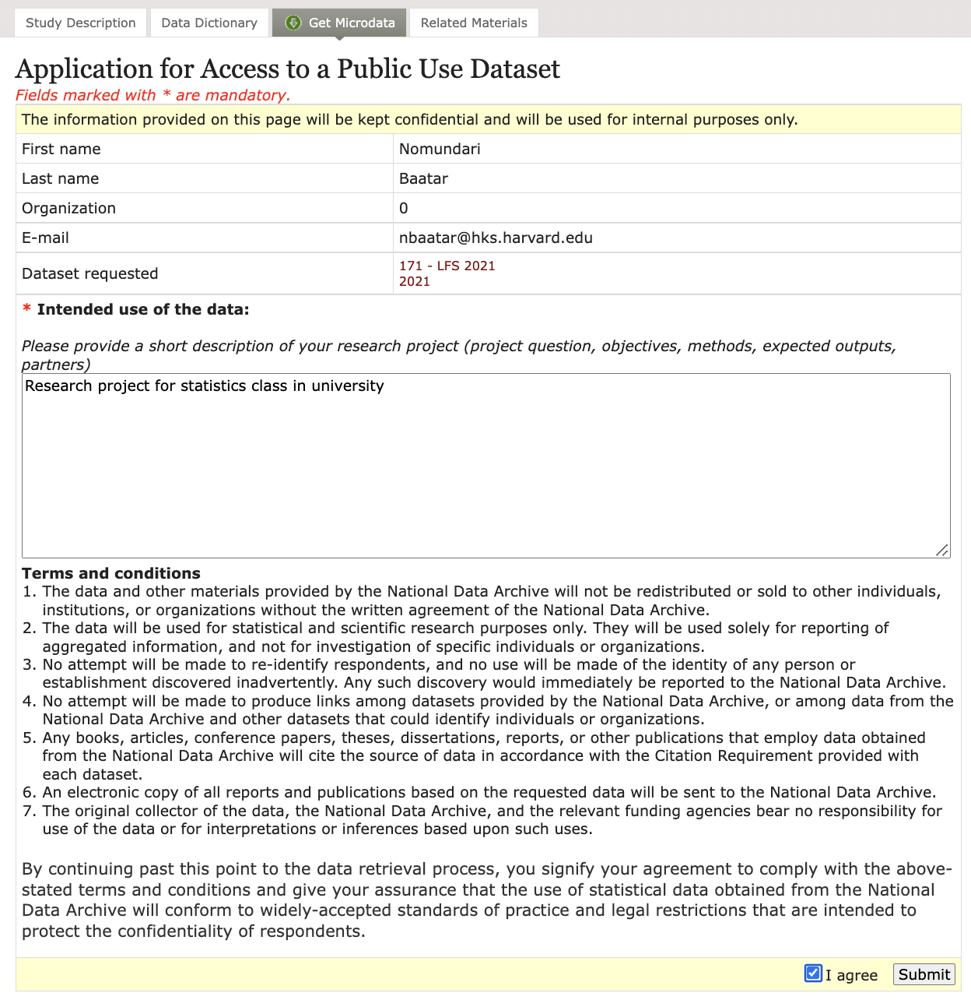 Study Description
Data Dictionary
Get Microdata
Related Materials
Application for Access to a Public Use Dataset
Fields marked with * are mandatory.
The information provided on this page will be kept confidential and will be used for internal purposes only.
First name Nomundari
Last name Baatar
Organization 0
E-mail nbaatar@hks.harvard.edu
Dataset requested 171 - LFS 2021
2021
* Intended use of the data:
Please provide a short description of your research project (project question, objectives, methods, expected outputs,
partners)
Research project for statistics class in university
Terms and conditions
1. The data and other materials provided by the National Data Archive will not be redistributed or sold to other individuals,
institutions, or organizations without the written agreement of the National Data Archive.
2. The data will be used for statistical and scientific research purposes only. They will be used solely for reporting of
aggregated information, and not for investigation of specific individuals or organizations.
3. No attempt will be made to re-identify respondents, and no use will be made of the identity of any person or
establishment discovered inadvertently. Any such discovery would immediately be reported to the National Data Archive.
4. No attempt will be made to produce links among datasets provided by the National Data Archive, or among data from the
National Data Archive and other datasets that could identify individuals or organizations.
5. Any books, articles, conference papers, theses, dissertations, reports, or other publications that employ data obtained
from the National Data Archive will cite the source of data in accordance with the Citation Requirement provided with
each dataset.
6. An electronic copy of all reports and publications based on the requested data will be sent to the National Data Archive.
7. The original collector of the data, the National Data Archive, and the relevant funding agencies bear no responsibility for
use of the data or for interpretations or inferences based upon such uses.
By continuing past this point to the data retrieval process, you signify your agreement to comply with the above-
stated terms and conditions and give your assurance that the use of statistical data obtained from the National
Data Archive will conform to widely-accepted standards of practice and legal restrictions that are intended to
protect the confidentiality of respondents.
I agree
Submit